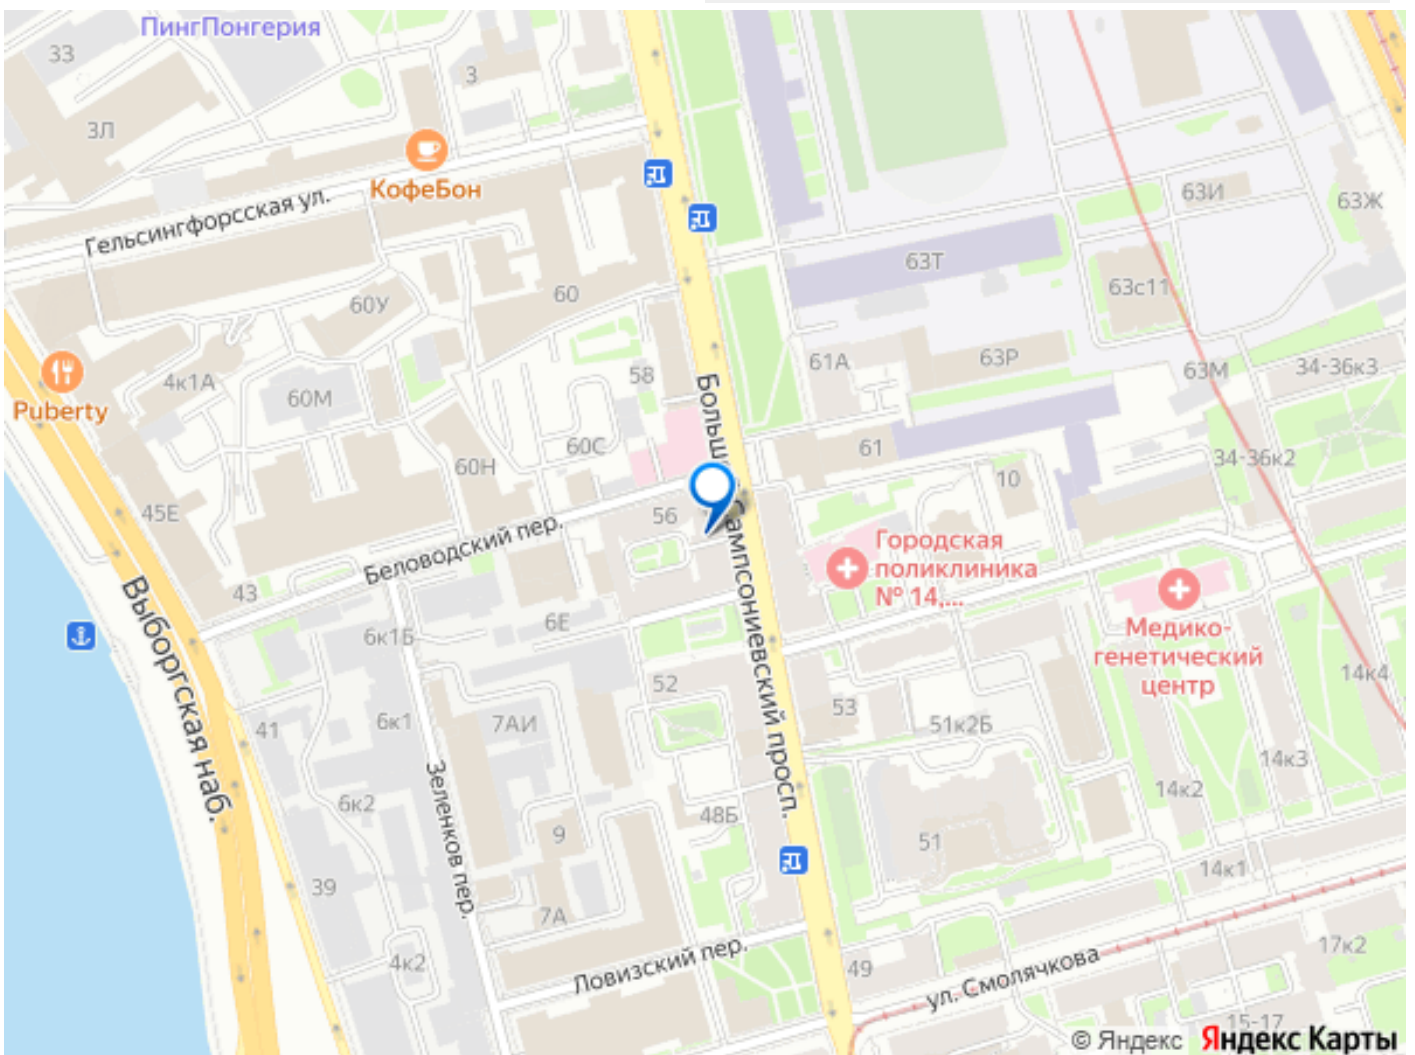 ПингПонгерия
33
3
3Л
КофеБон
Гельсингфорсская ул.
63И
63Ж
63Т
63с11
60
60У
61А
63Р
63М
34-36к3
58
4к1А
60М
Puberty
60С
61
60Н
34-36к2
10
45Е
56
Беловодский пер.
Городская
поликлиника
№ 14,...
43
Выборгская наб.
6к1Б
6Е
Медико-
генетический
центр
14к4
52
Большой Сампсониевский просп.
53
51к2Б
41
6к1
7АИ
14к3
14к2
Зеленков пер.
6к2
48Б
9
51
14к1
39
7А
Ловизский пер.
17к2
4к2
49
ул. Смолячкова
15-17
© Яндекс Яндекс Карты